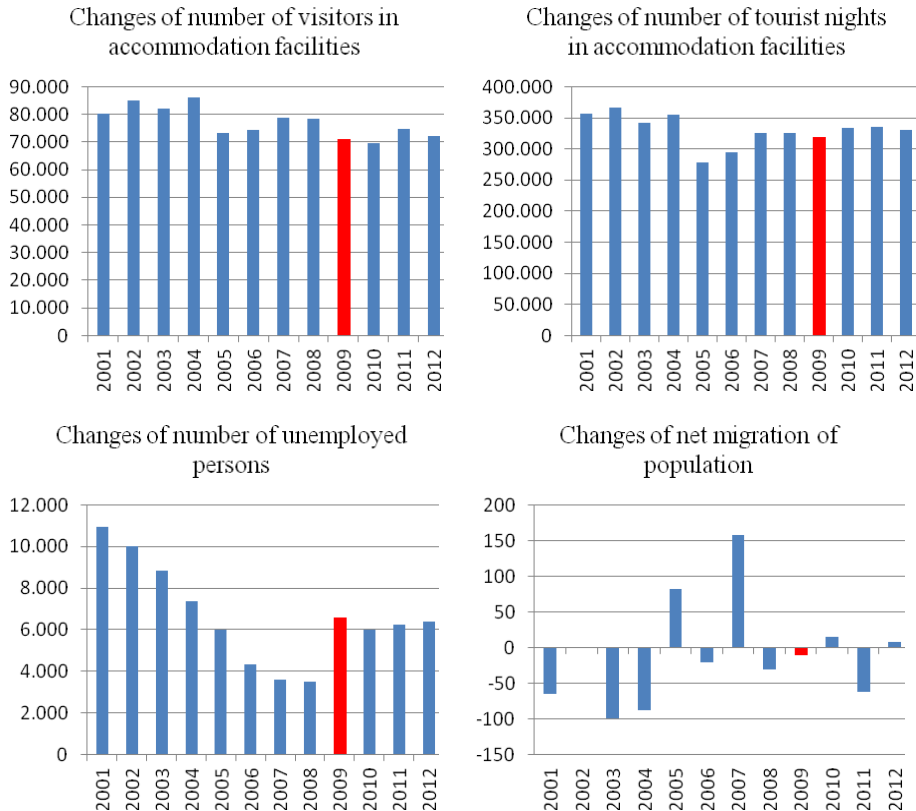 Changes of number of visitors in
accommodation facilities
90.000
80.000
70.000
60.000
50.000
40.000
30.000
20.000
10.000
0
2001 2002 2003 2004 2005 2006 2007 2008 2009 2010 2011 2012
Changes of number of tourist nights
in accommodation facilities
400.000
350.000
300.000
250.000
200.000
150.000
100.000
50.000
0
2001 2002 2003 2004 2005 2006 2007 2008 2009 2010 2011 2012
Changes of number of unemployed
persons
12.000
10.000
8.000
6.000
4.000
2.000
0
2001 2002 2003 2004 2005 2006 2007 2008 2009 2010 2011 2012
Changes of net migration of
population
200
150
100
50
0
-50
-100
-150
2001 2002 2003 2004 2005 2006 2007 2008 2009 2010 2011 2012